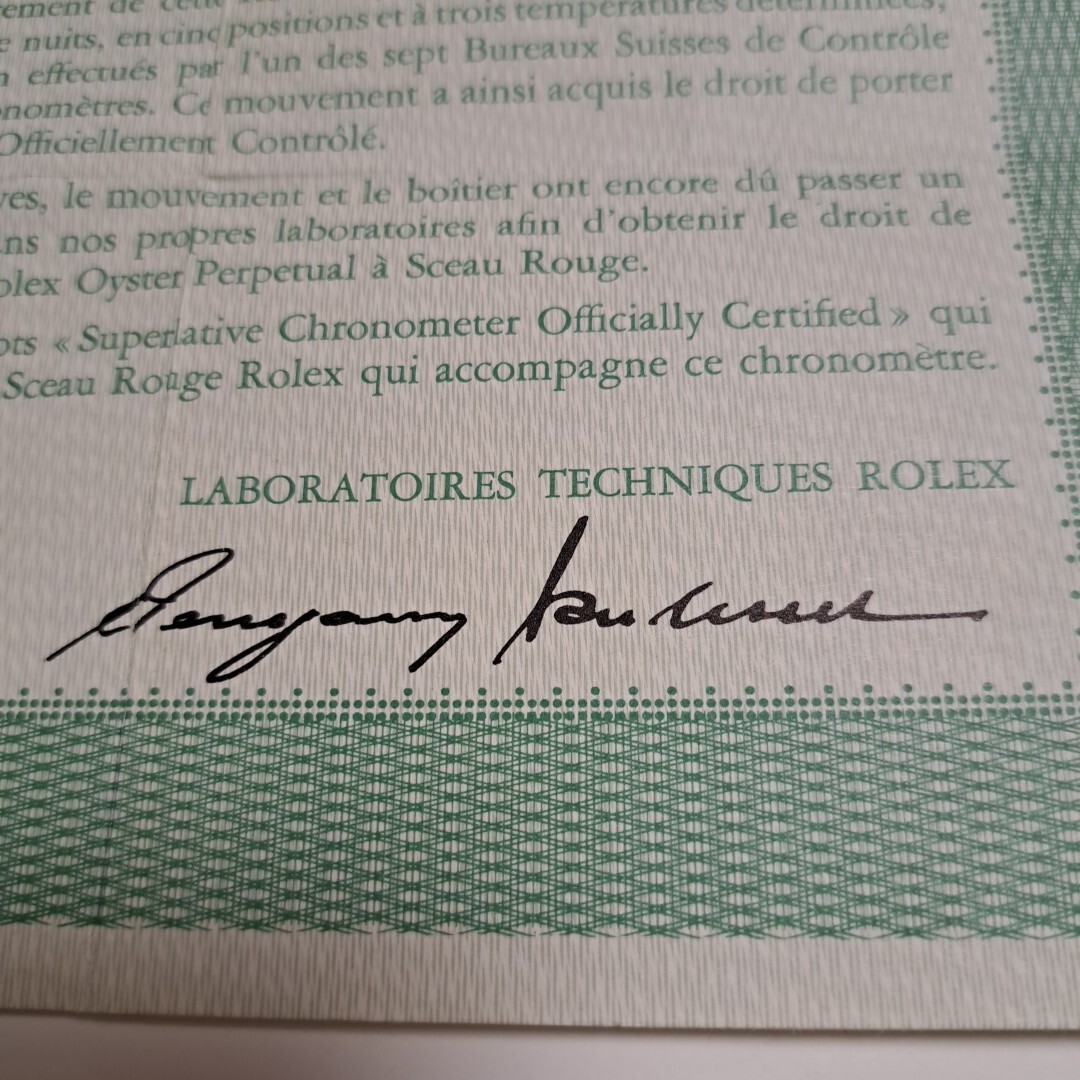 ement de cette
e nuits, en cinq positions et à trois températures déterminées,
effectués par l'un des sept Bureaux Suisses de Contrôle
onomètres. Ce mouvement a ainsi acquis le droit de porter
Officiellement Contrôlé.
ves, le mouvement et le boîtier ont encore dû passer un
ns nos propres laboratoires afin d'obtenir le droit de
olex Oyster Perpetual à Sceau Rouge.
ots « Superlative Chronometer Officially Certified » qui
Sceau Rouge Rolex qui accompagne ce chronomètre.
LABORATOIRES TECHNIQUES ROLEX